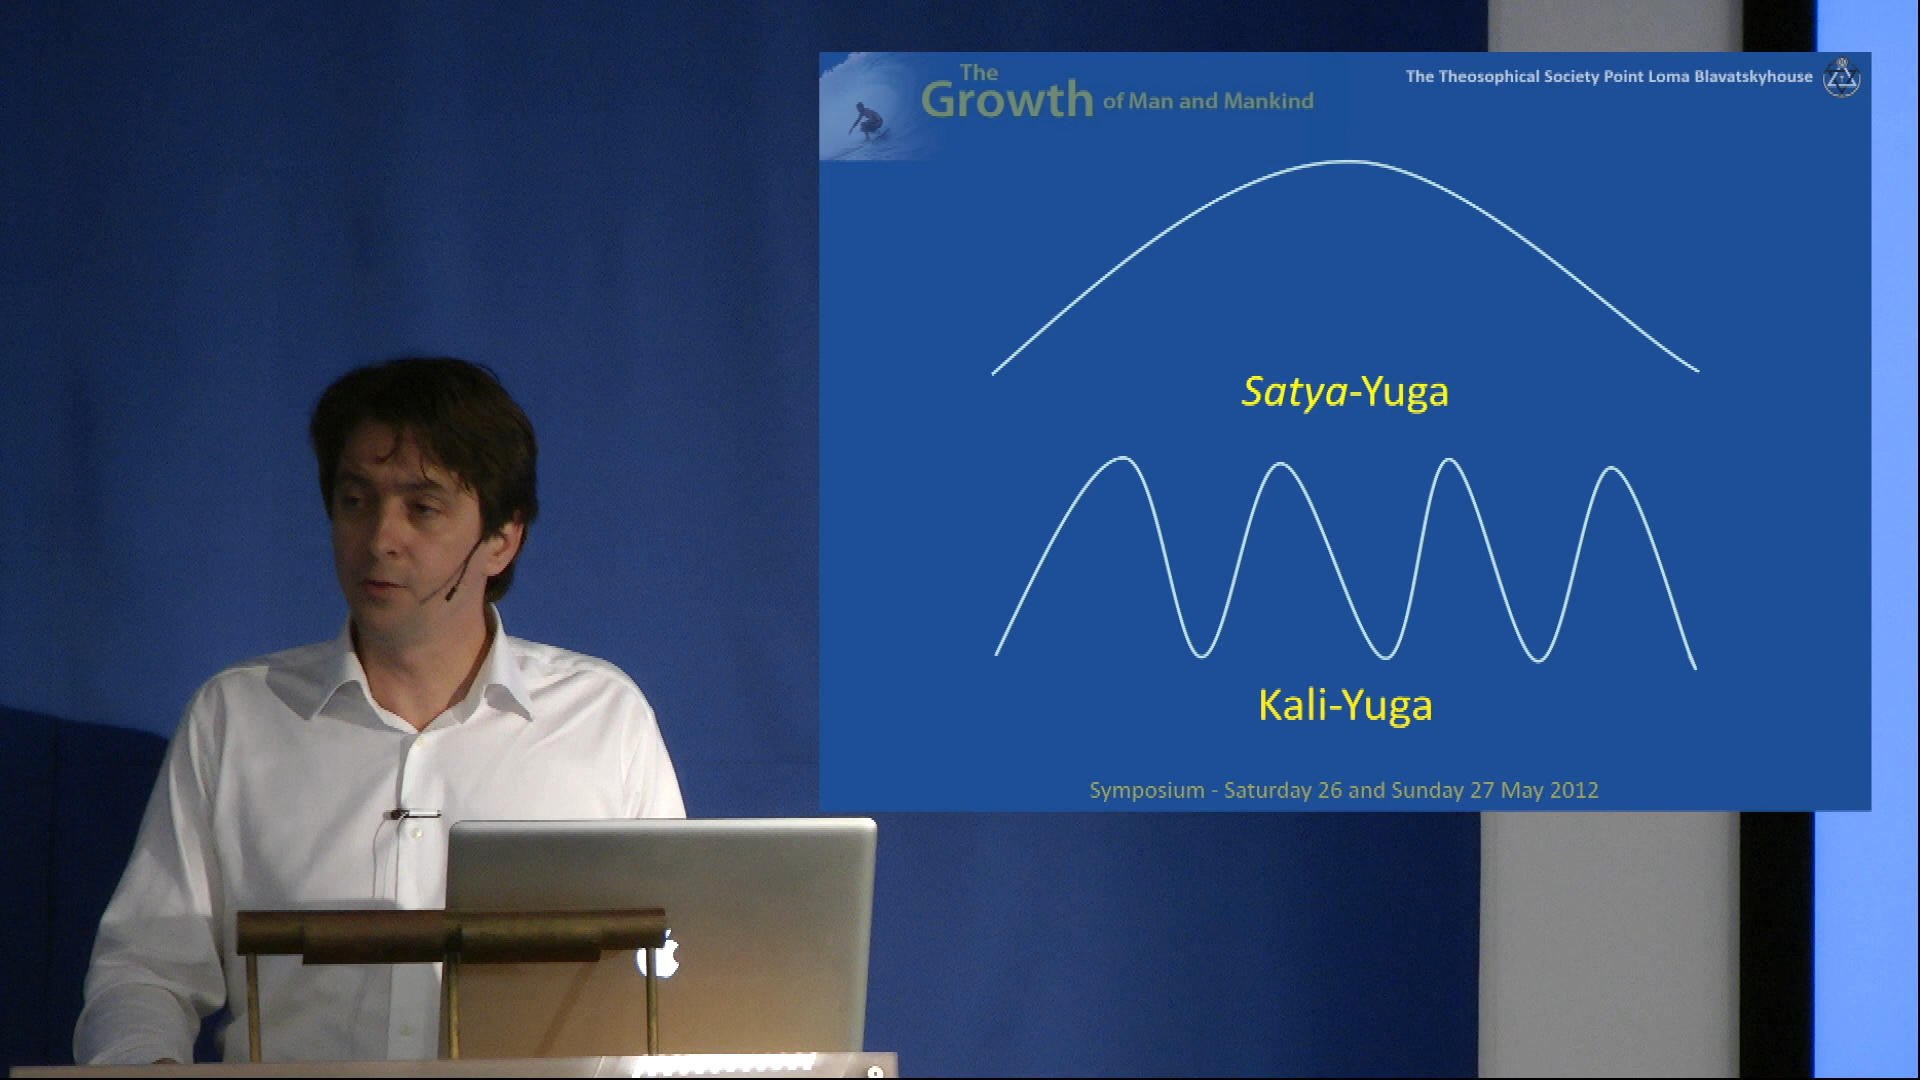 The
Growth of Man and Mankind
The Theosophical Society Point Loma Blavatskyhouse
Satya-Yuga
Kali-Yuga
Symposium - Saturday 26 and Sunday 27 May 2012